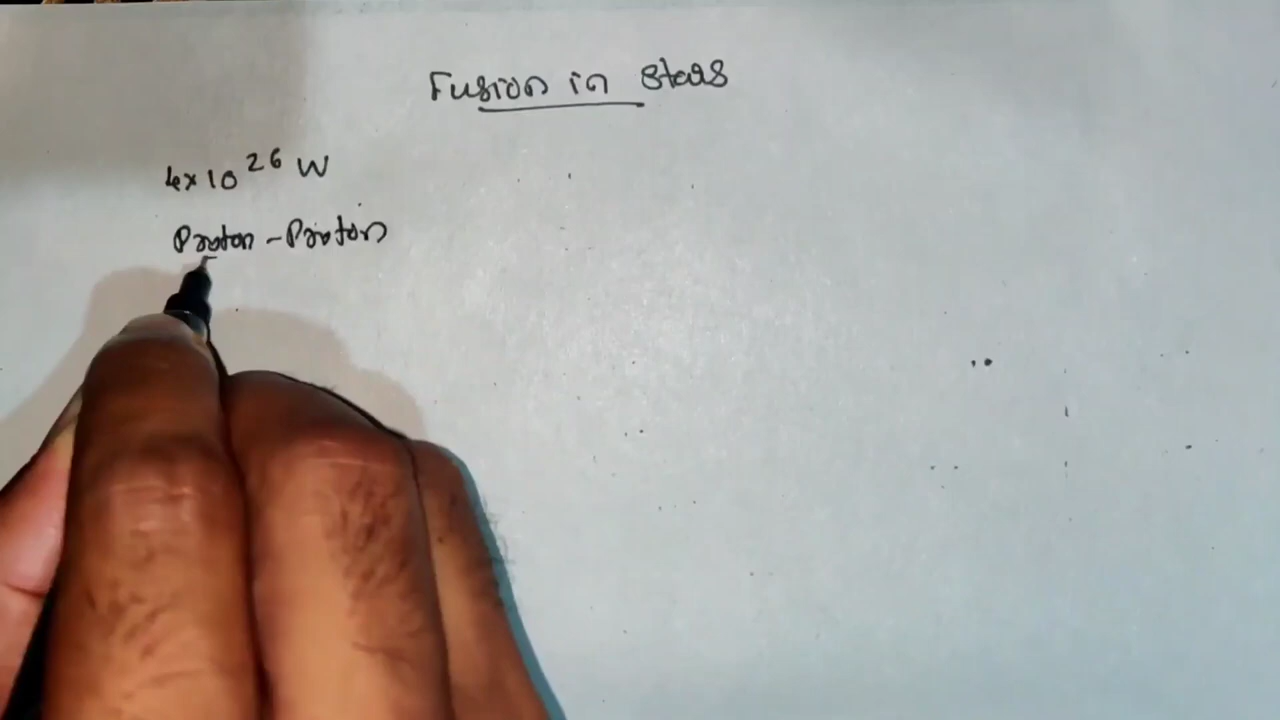 Fusion in stars
4×10²⁶ W
Proton - Proton